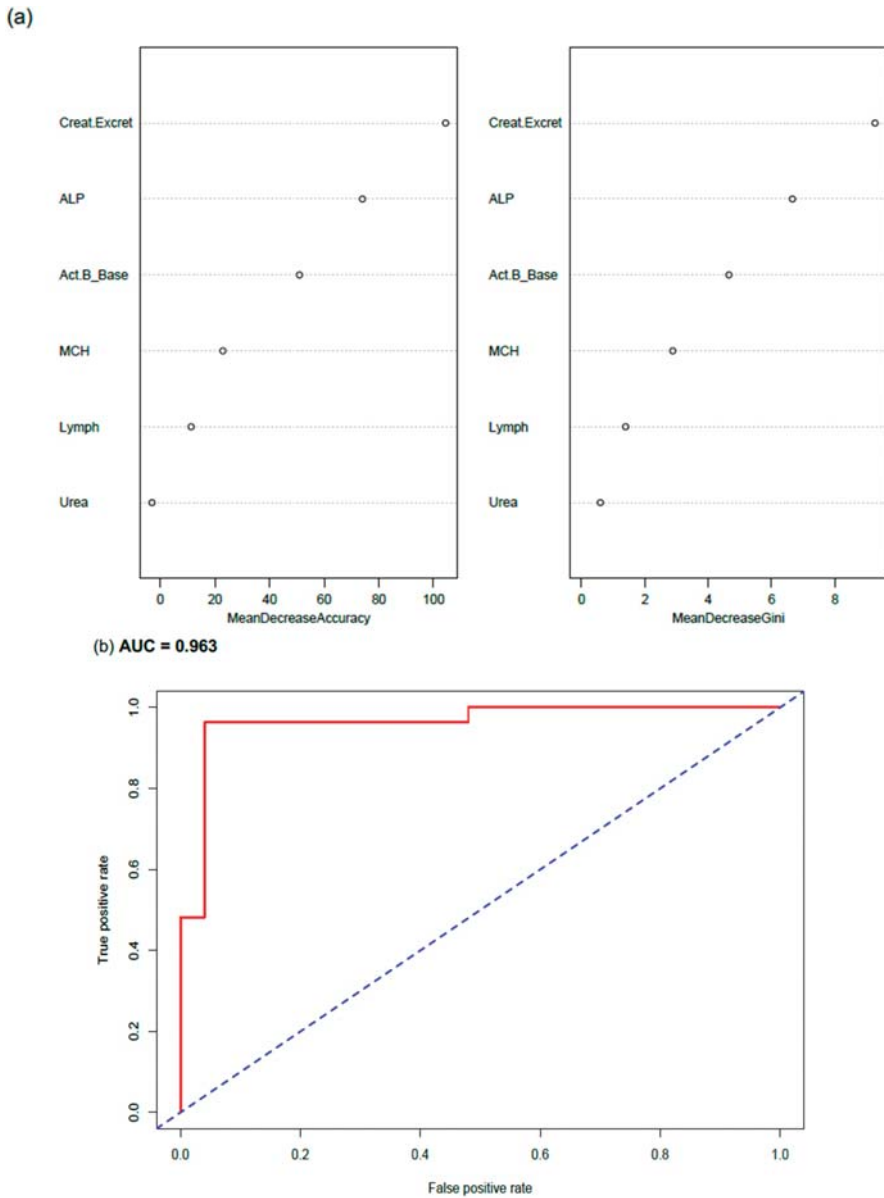 (a)
Creat.Excret
ALP
Act.B_Base
MCH
Lymph
Urea
0 20 40 60 80 100
MeanDecreaseAccuracy
Creat.Excret
ALP
Act.B_Base
MCH
Lymph
Urea
0 2 4 6 8
MeanDecreaseGini
(b) AUC = 0.963
True positive rate
1.0
0.8
0.6
0.4
0.2
0.0
0.0 0.2 0.4 0.6 0.8 1.0
False positive rate